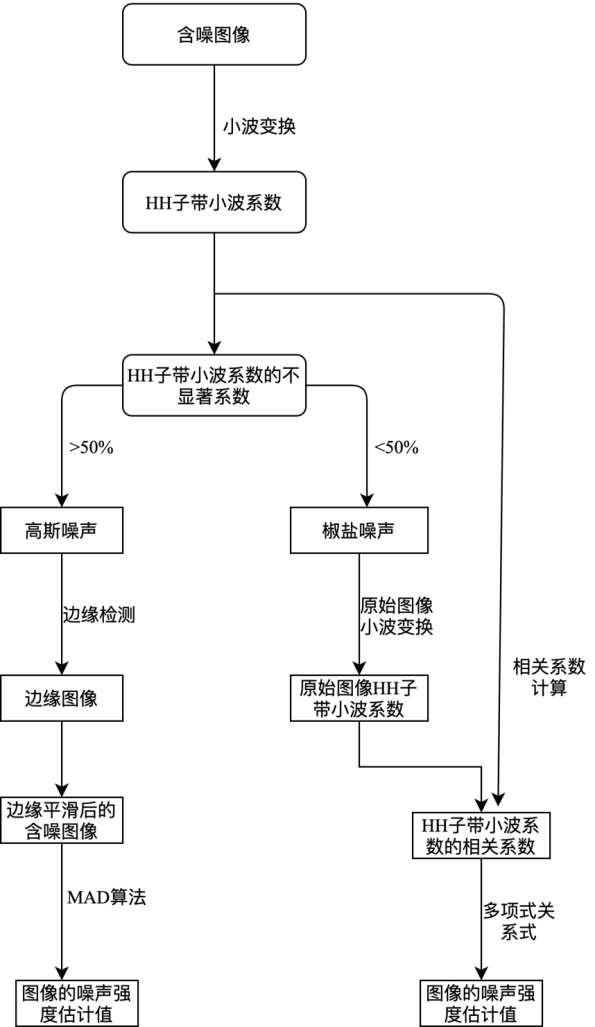 含噪图像
小波变换
HH子带小波系数
HH子带小波系数的不
显著系数
>50%
<50%
高斯噪声
椒盐噪声
边缘检测
原始图像
小波变换
相关系数
计算
边缘图像
原始图像HH子
带小波系数
边缘平滑后的
含噪图像
HH子带小波系
数的相关系数
MAD算法
多项式关
系式
图像的噪声强
度估计值
图像的噪声强
度估计值